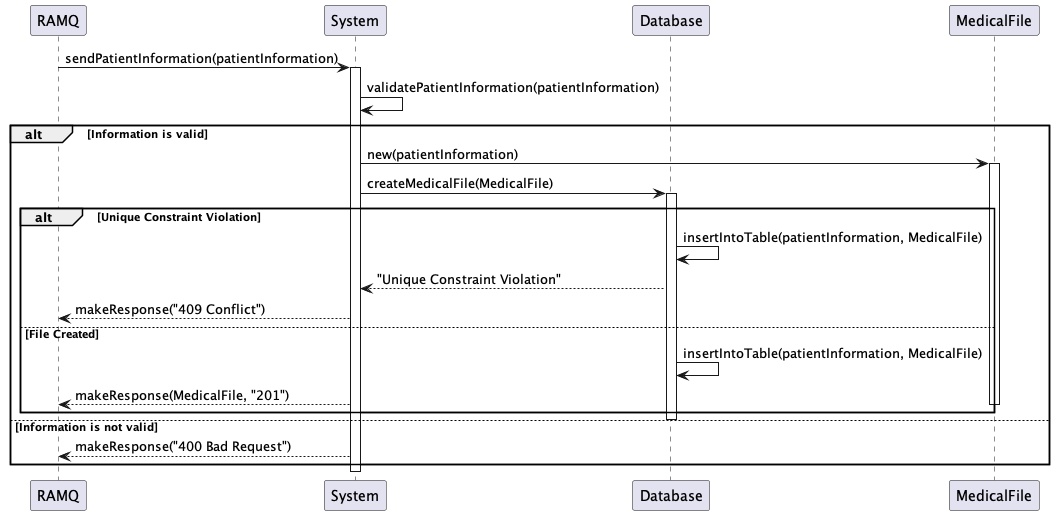 RAMQ System Database MedicalFile
sendPatientInformation(patientInformation)
validatePatientInformation(patientInformation)
alt [Information is valid]
new(patientInformation)
createMedicalFile(MedicalFile)
alt [Unique Constraint Violation]
insertIntoTable(patientInformation, MedicalFile)
"Unique Constraint Violation"
makeResponse("409 Conflict")
[File Created]
insertIntoTable(patientInformation, MedicalFile)
makeResponse(MedicalFile, "201")
[Information is not valid]
makeResponse("400 Bad Request")
RAMQ System Database MedicalFile